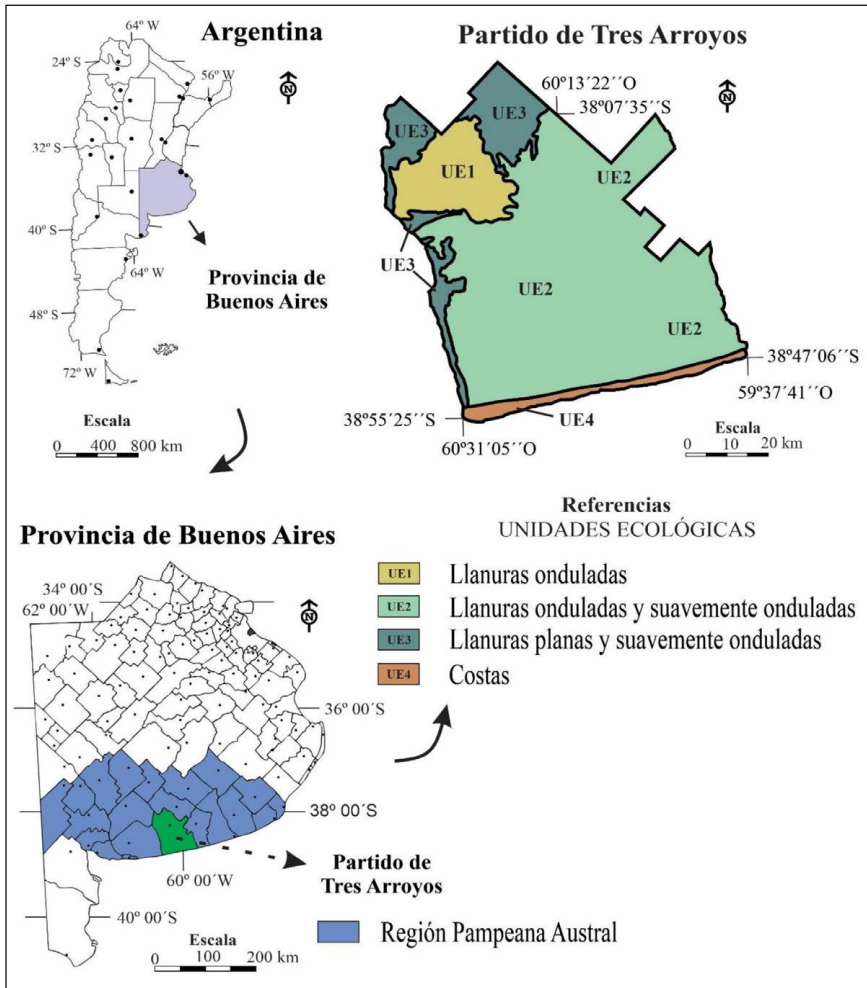 Argentina
64º W
24º S
56º W
N
32º S
40º S
64º W
48º S
72º W
Provincia de
Buenos Aires
Escala
0 400 800 km
Partido de Tres Arroyos
60º13´22´´O
38º07´35´´S
N
UE3
UE3
UE1
UE2
UE3
UE2
UE2
38º47´06´´S
59º37´41´´O
38º55´25´´S
UE4
60º31´05´´O
Escala
0 10 20 km
Provincia de Buenos Aires
34º 00´S
62º 00´W
N
36º 00´S
38º 00´S
60º 00´W
40º 00´S
Partido de
Tres Arroyos
Escala
0 100 200 km
Región Pampeana Austral
Referencias
UNIDADES ECOLÓGICAS
UE1 Llanuras onduladas
UE2 Llanuras onduladas y suavemente onduladas
UE3 Llanuras planas y suavemente onduladas
UE4 Costas